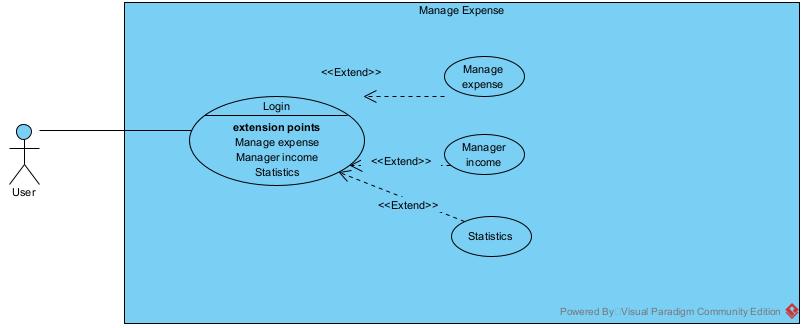 Manage Expense
<<Extend>>
Manage
expense
Login
extension points
Manage expense
Manager income
Statistics
<<Extend>>
Manager
income
<<Extend>>
Statistics
User
Powered By Visual Paradigm Community Edition